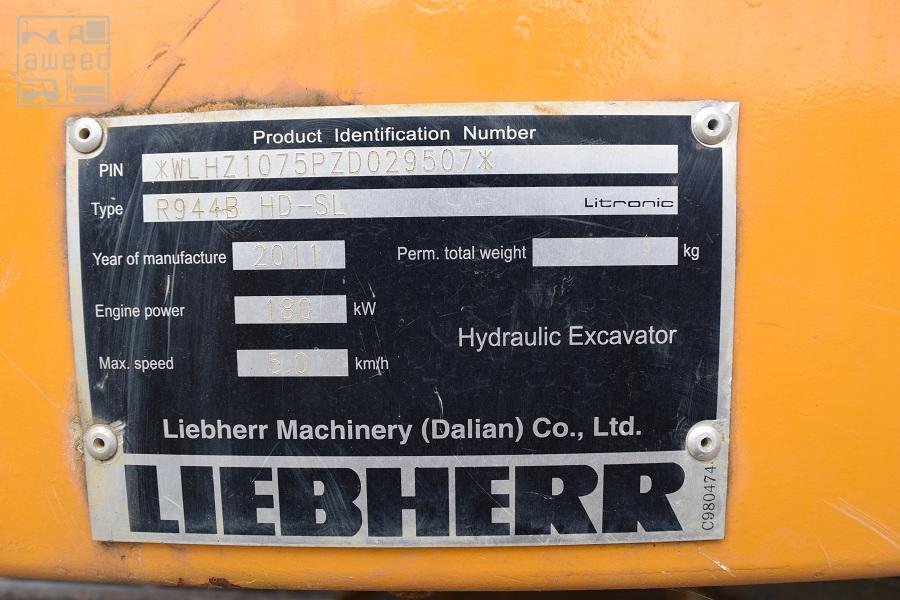 jaweed
Product Identification Number
PIN *WLHZ1075PZD029507*
Type R944B HD-SL Litronic
Year of manufacture 2011 Perm. total weight kg
Engine power 180 kW
Hydraulic Excavator
Max. speed 5.0 km/h
Liebherr Machinery (Dalian) Co., Ltd.
LIEBHERR
C980474